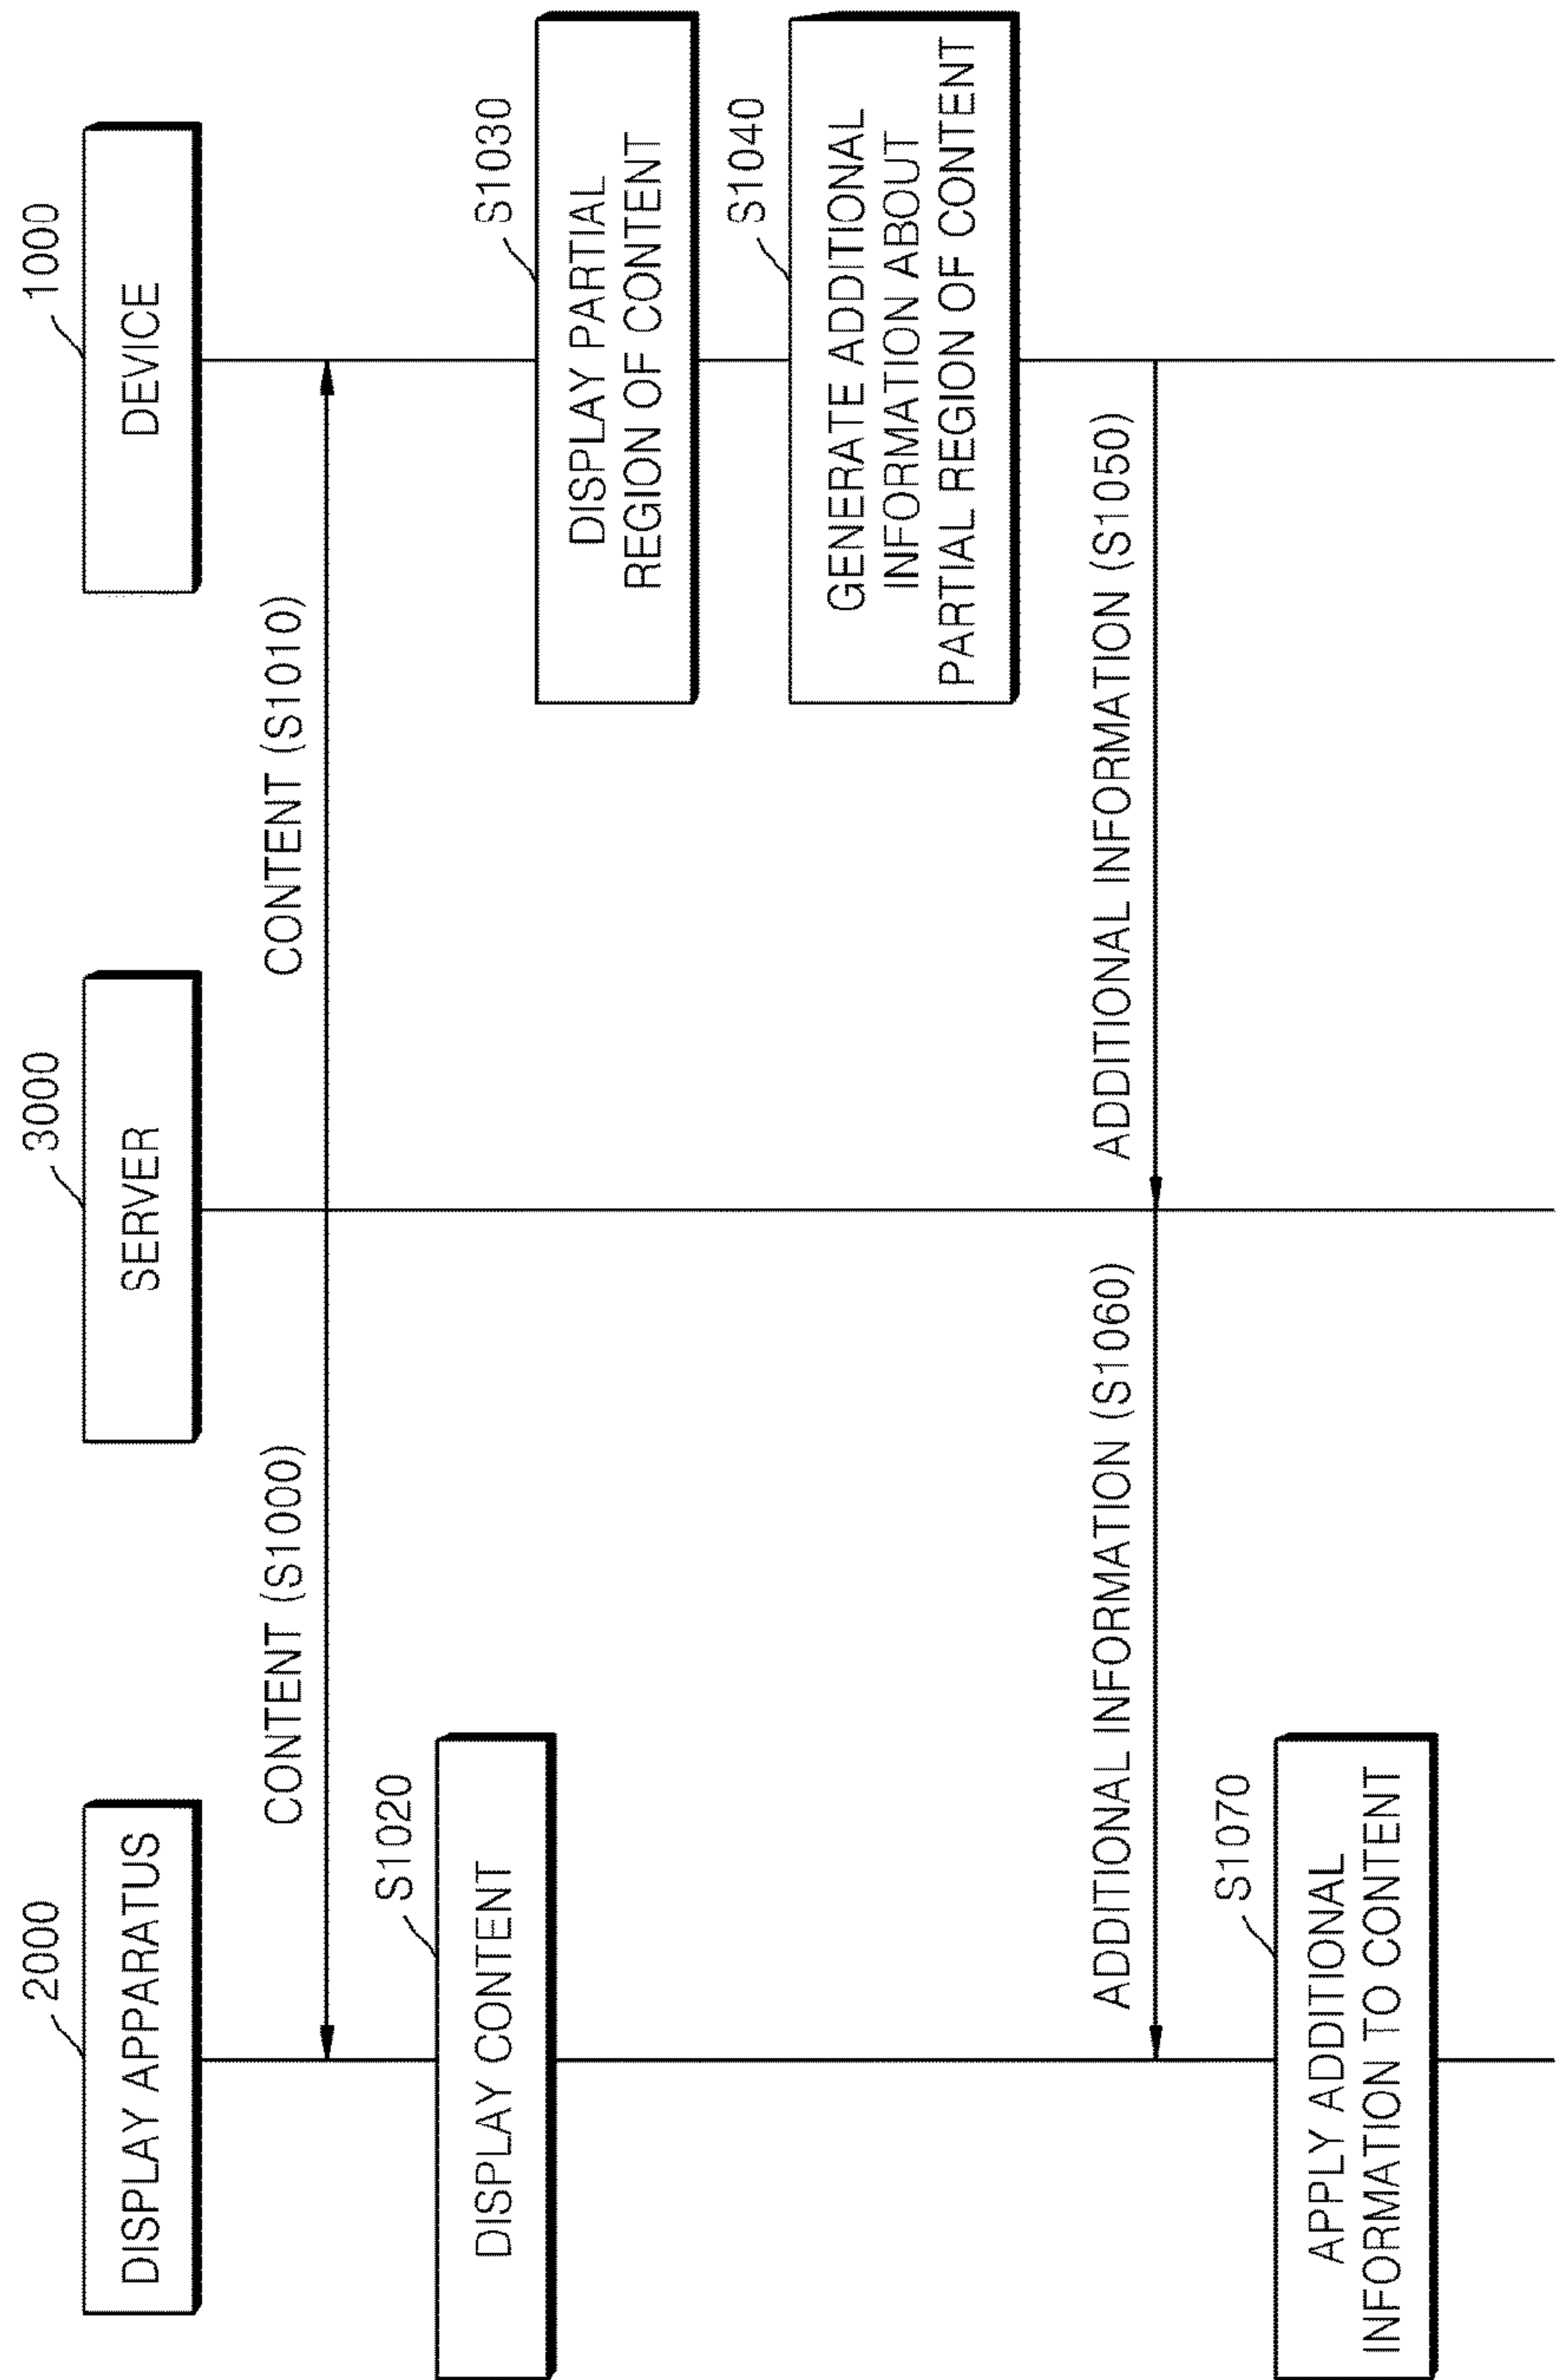 2000
DISPLAY APPARATUS
3000
SERVER
1000
DEVICE
CONTENT (S1000)
CONTENT (S1010)
S1020
DISPLAY CONTENT
S1030
DISPLAY PARTIAL
REGION OF CONTENT
S1040
GENERATE ADDITIONAL
INFORMATION ABOUT
PARTIAL REGION OF CONTENT
ADDITIONAL INFORMATION (S1060)
ADDITIONAL INFORMATION (S1050)
S1070
APPLY ADDITIONAL
INFORMATION TO CONTENT